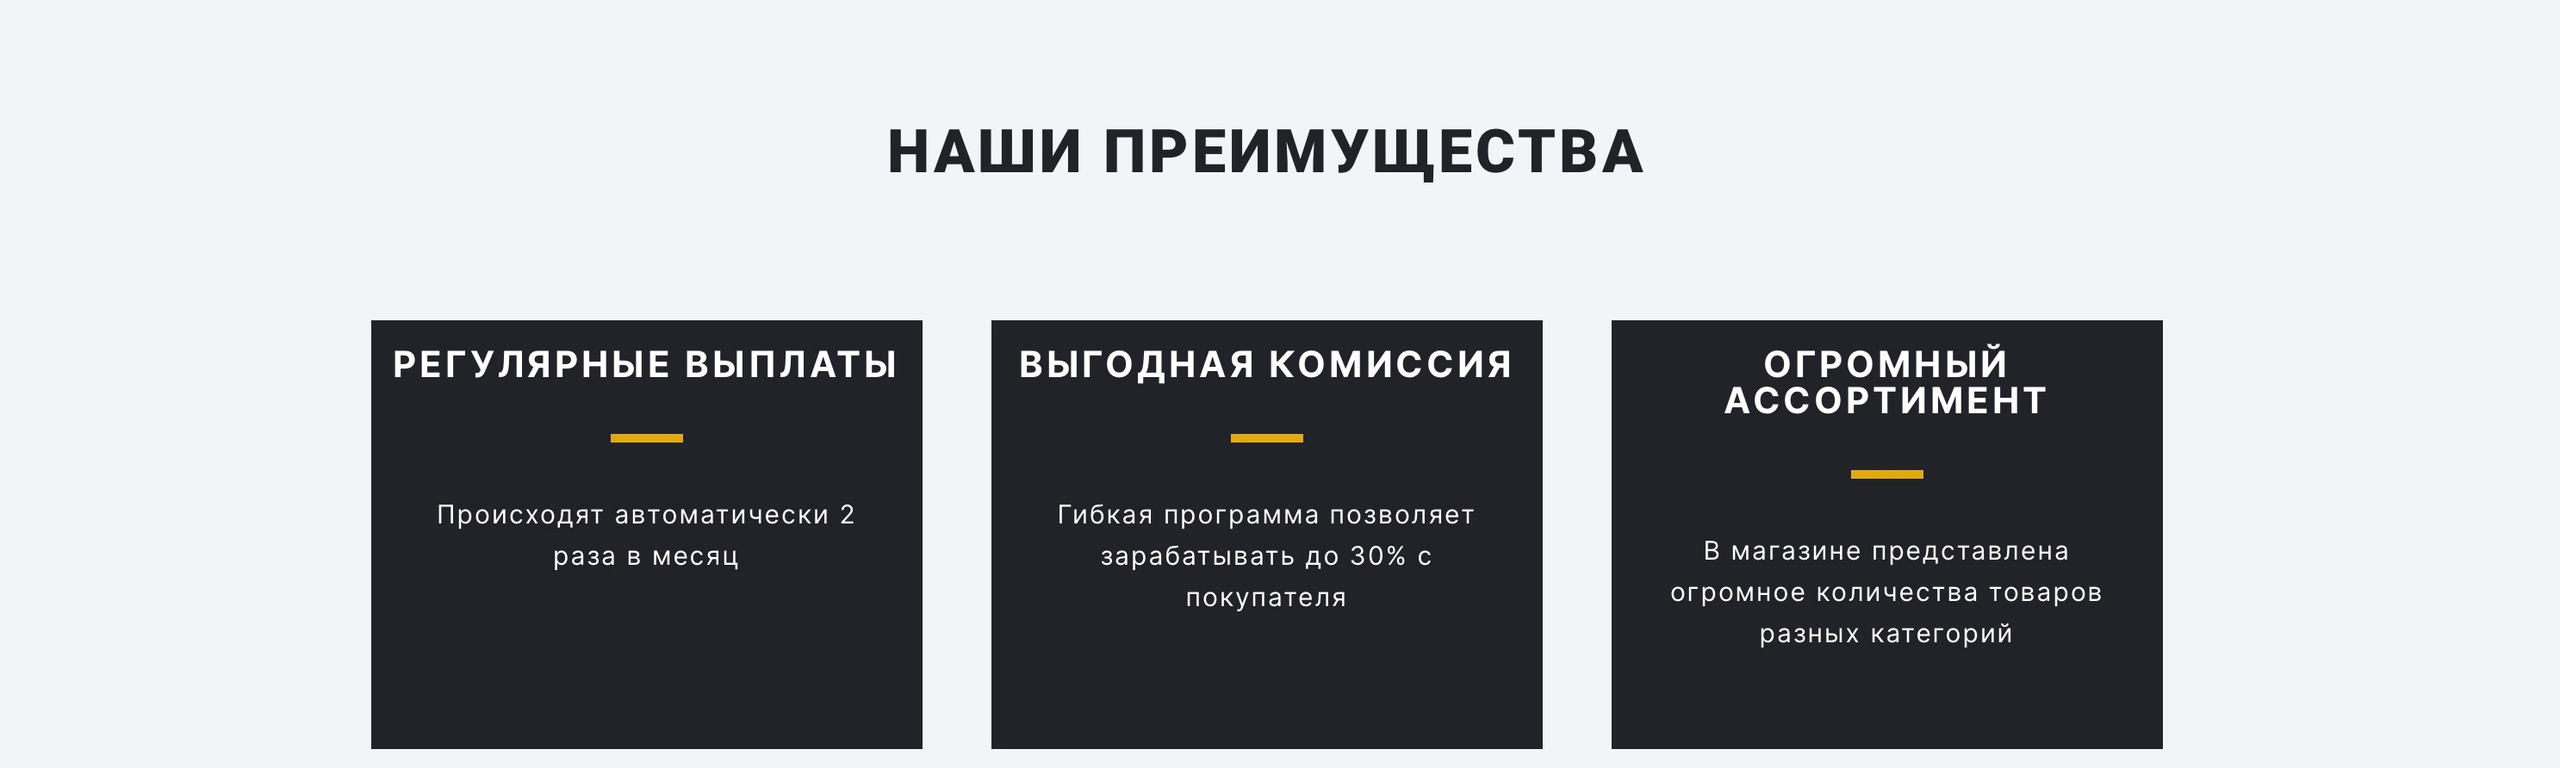 НАШИ ПРЕИМУЩЕСТВА
РЕГУЛЯРНЫЕ ВЫПЛАТЫ
Происходят автоматически 2
раза в месяц
ВЫГОДНАЯ КОМИССИЯ
Гибкая программа позволяет
зарабатывать до 30% с
покупателя
ОГРОМНЫЙ
АССОРТИМЕНТ
В магазине представлена
огромное количества товаров
разных категорий